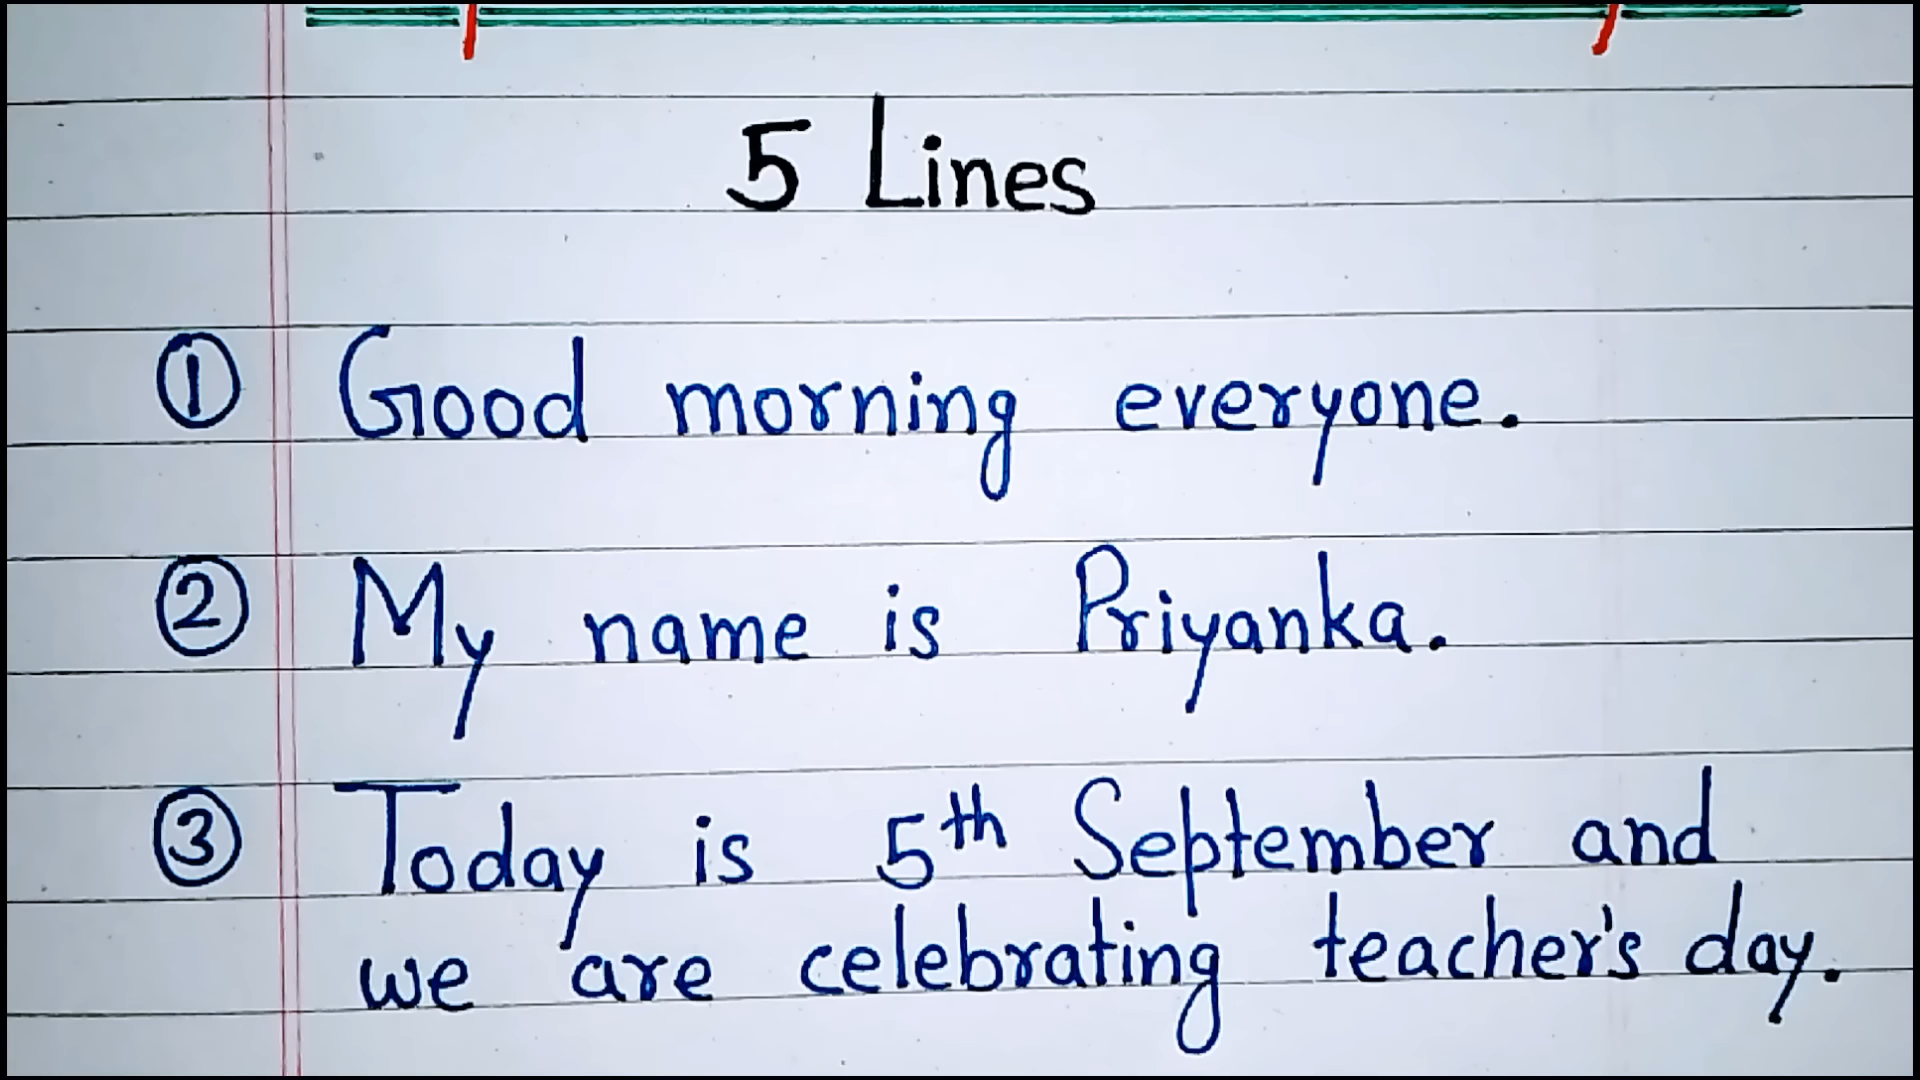 5 Lines
① Good morning everyone.
② My name is Priyanka.
③ Today is 5th September and
we are celebrating teacher's day.